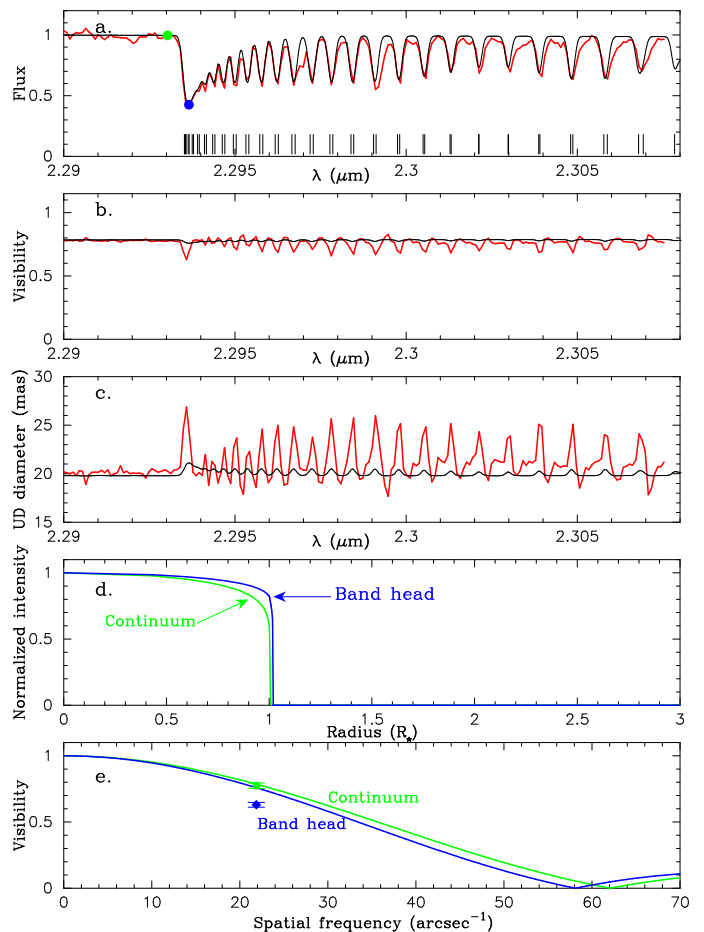 a.
1
0.5
0
Flux
2.29
2.295
2.3
2.305
λ (μm)
b.
1
0.5
0
Visibility
2.29
2.295
2.3
2.305
λ (μm)
c.
30
25
20
15
UD diameter (mas)
2.29
2.295
2.3
2.305
λ (μm)
d.
1
0.5
0
Normalized intensity
Band head
Continuum
0
0.5
1
1.5
2
2.5
3
Radius (R⋆)
e.
1
0.5
0
Visibility
Continuum
Band head
0
10
20
30
40
50
60
70
Spatial frequency (arcsec⁻¹)